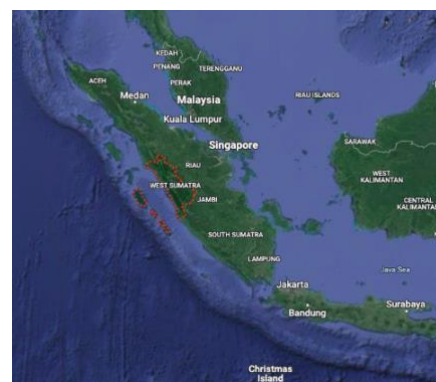 KEDAH
PENANG
TERENGGANU
ACEH
PERAK
Medan
Malaysia
RIAU ISLANDS
Kuala Lumpur
Singapore
SARAWAK
RIAU
WEST SUMATRA
WEST
KALIMANTAN
JAMBI
CENTRAL
KALIMANTAN
SOUTH SUMATRA
LAMPUNG
Java Sea
Jakarta
Bandung
Surabaya
Christmas
Island